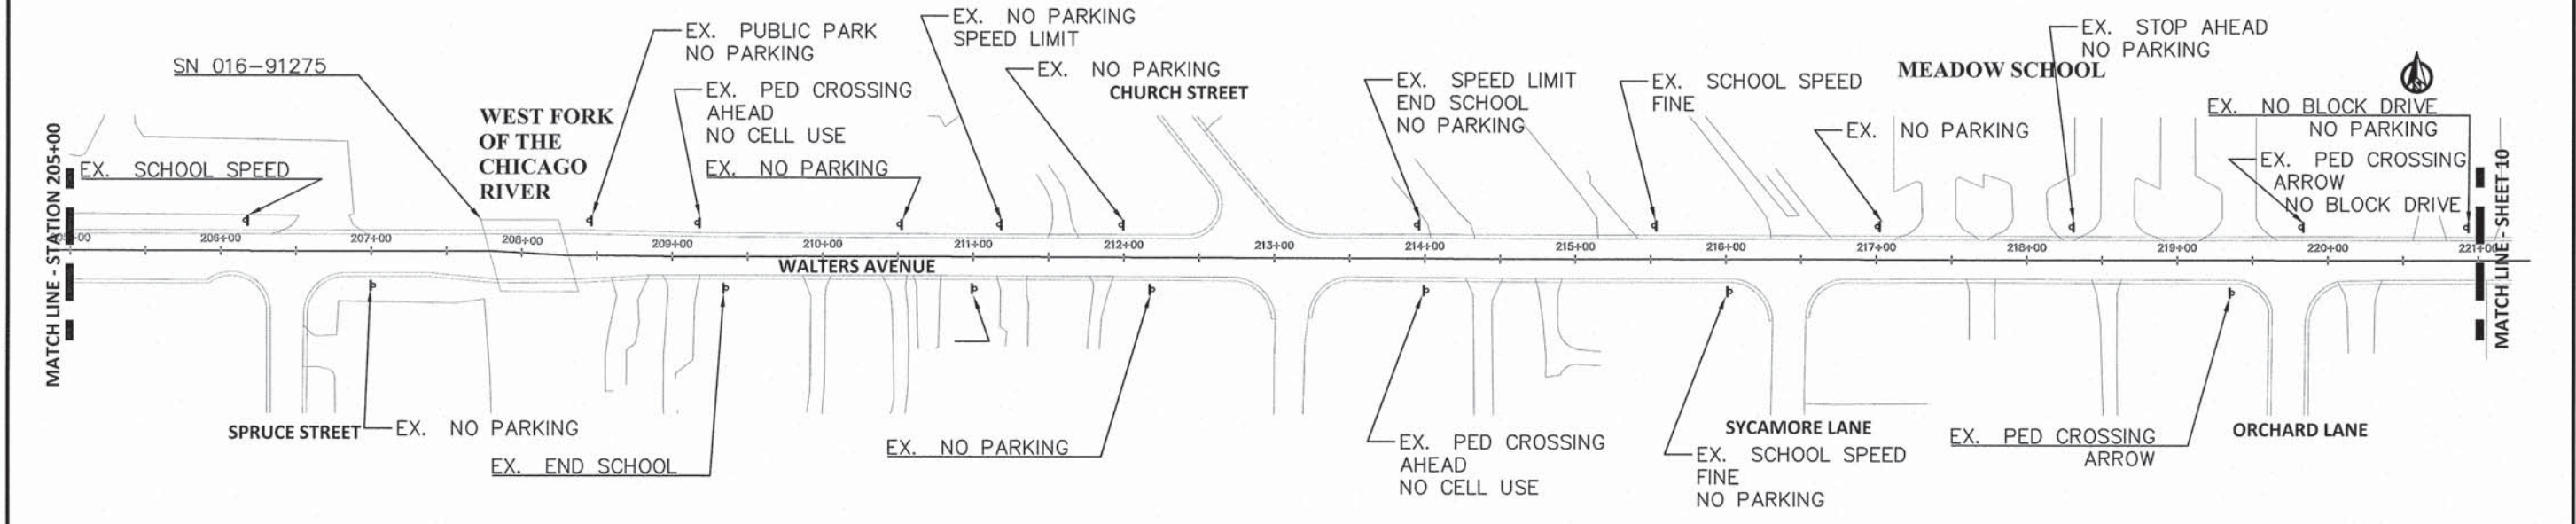 SN 016-91275
EX. PUBLIC PARK
NO PARKING
EX. NO PARKING
SPEED LIMIT
EX. STOP AHEAD
NO PARKING
WEST FORK
OF THE
CHICAGO
RIVER
EX. PED CROSSING
AHEAD
NO CELL USE
EX. NO PARKING
EX. NO PARKING
CHURCH STREET
EX. SPEED LIMIT
END SCHOOL
NO PARKING
EX. SCHOOL SPEED
FINE
MEADOW SCHOOL
EX. NO PARKING
EX. NO BLOCK DRIVE
NO PARKING
EX. PED CROSSING
ARROW
NO BLOCK DRIVE
MATCH LINE - STATION 205+00
EX. SCHOOL SPEED
MATCH LINE - SHEET 10
205+00
206+00
207+00
208+00
209+00
210+00
211+00
212+00
213+00
214+00
215+00
216+00
217+00
218+00
219+00
220+00
221+00
WALTERS AVENUE
SPRUCE STREET
EX. NO PARKING
EX. END SCHOOL
EX. NO PARKING
EX. PED CROSSING
AHEAD
NO CELL USE
SYCAMORE LANE
EX. SCHOOL SPEED
FINE
NO PARKING
EX. PED CROSSING
ARROW
ORCHARD LANE